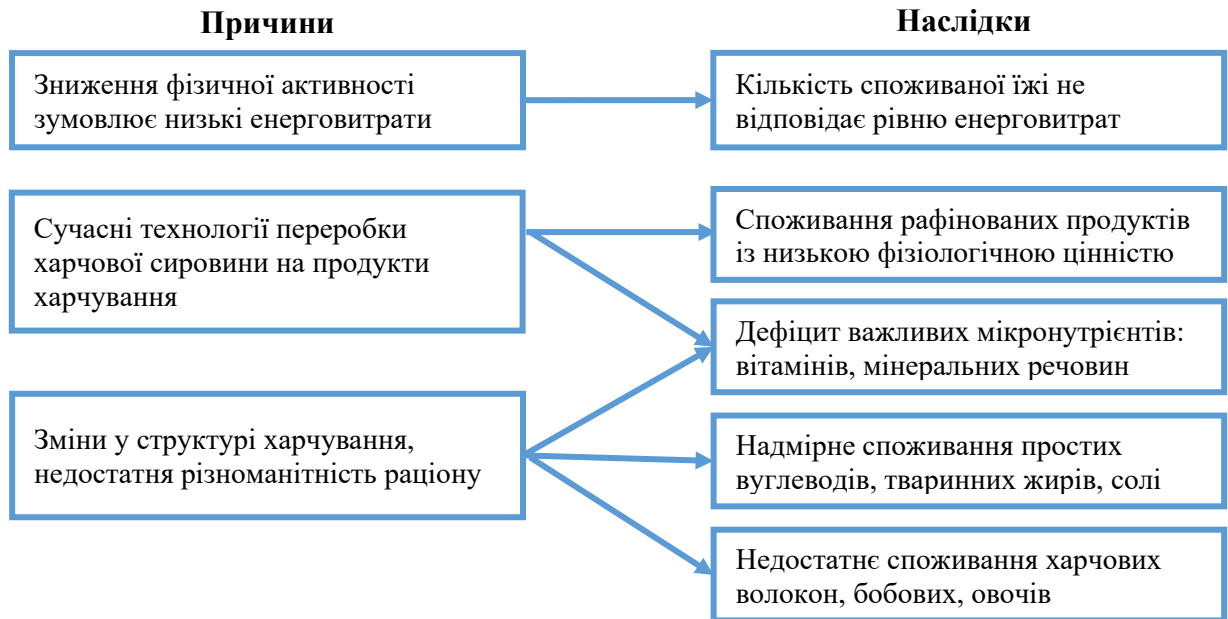 Причини
Наслідки
Зниження фізичної активності
зумовлює низькі енерговитрати
Кількість споживаної їжі не
відповідає рівню енерговитрат
Сучасні технології переробки
харчової сировини на продукти
харчування
Споживання рафінованих продуктів
із низькою фізіологічною цінністю
Дефіцит важливих мікронутрієнтів:
вітамінів, мінеральних речовин
Зміни у структурі харчування,
недостатня різноманітність раціону
Надмірне споживання простих
вуглеводів, тваринних жирів, солі
Недостатнє споживання харчових
волокон, бобових, овочів